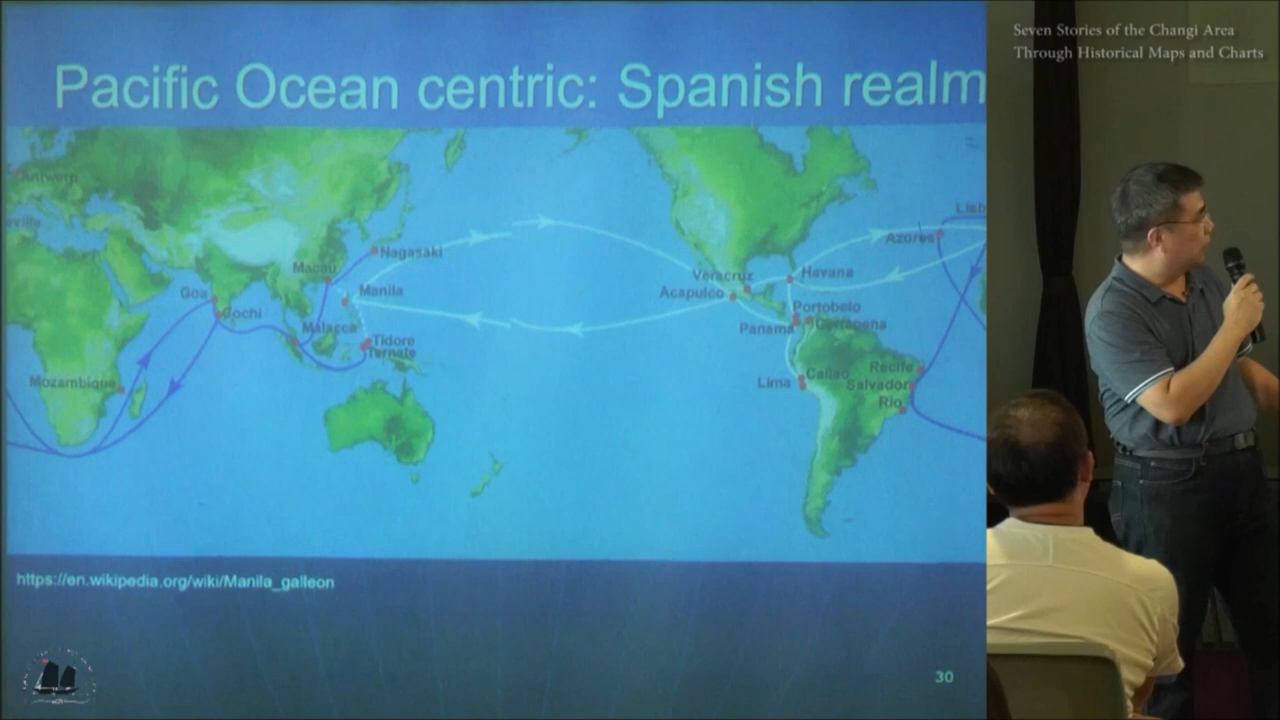 Seven Stories of the Changi Area
Through Historical Maps and Charts
Pacific Ocean centric: Spanish realm
Antwerp
eville
Lisb
Azores
Nagasaki
Macau
Veracruz
Havana
Goa
Manila
Acapulco
Cochi
Portobelo
Malacca
Panama
Cartagena
Tidore
Ternate
Mozambique
Lima
Callao
Recife
Salvador
Rio
https://en.wikipedia.org/wiki/Manila_galleon
30